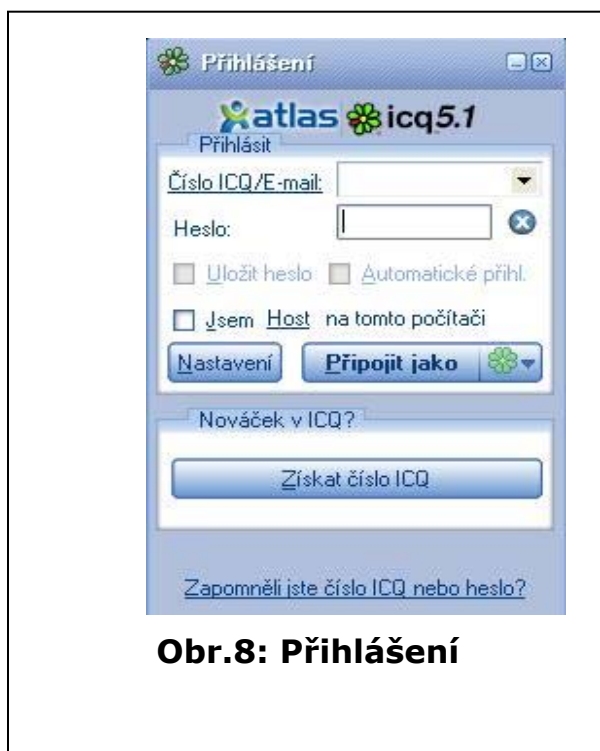 Přihlášení
atlas icq5.1
Přihlásit
Číslo ICQ/E-mail:
Heslo:
Uložit heslo Automatické přihl.
Jsem Host na tomto počítači
Nastavení Připojit jako
Nováček v ICQ?
Získat číslo ICQ
Zapomněli jste číslo ICQ nebo heslo?
Obr.8: Přihlášení